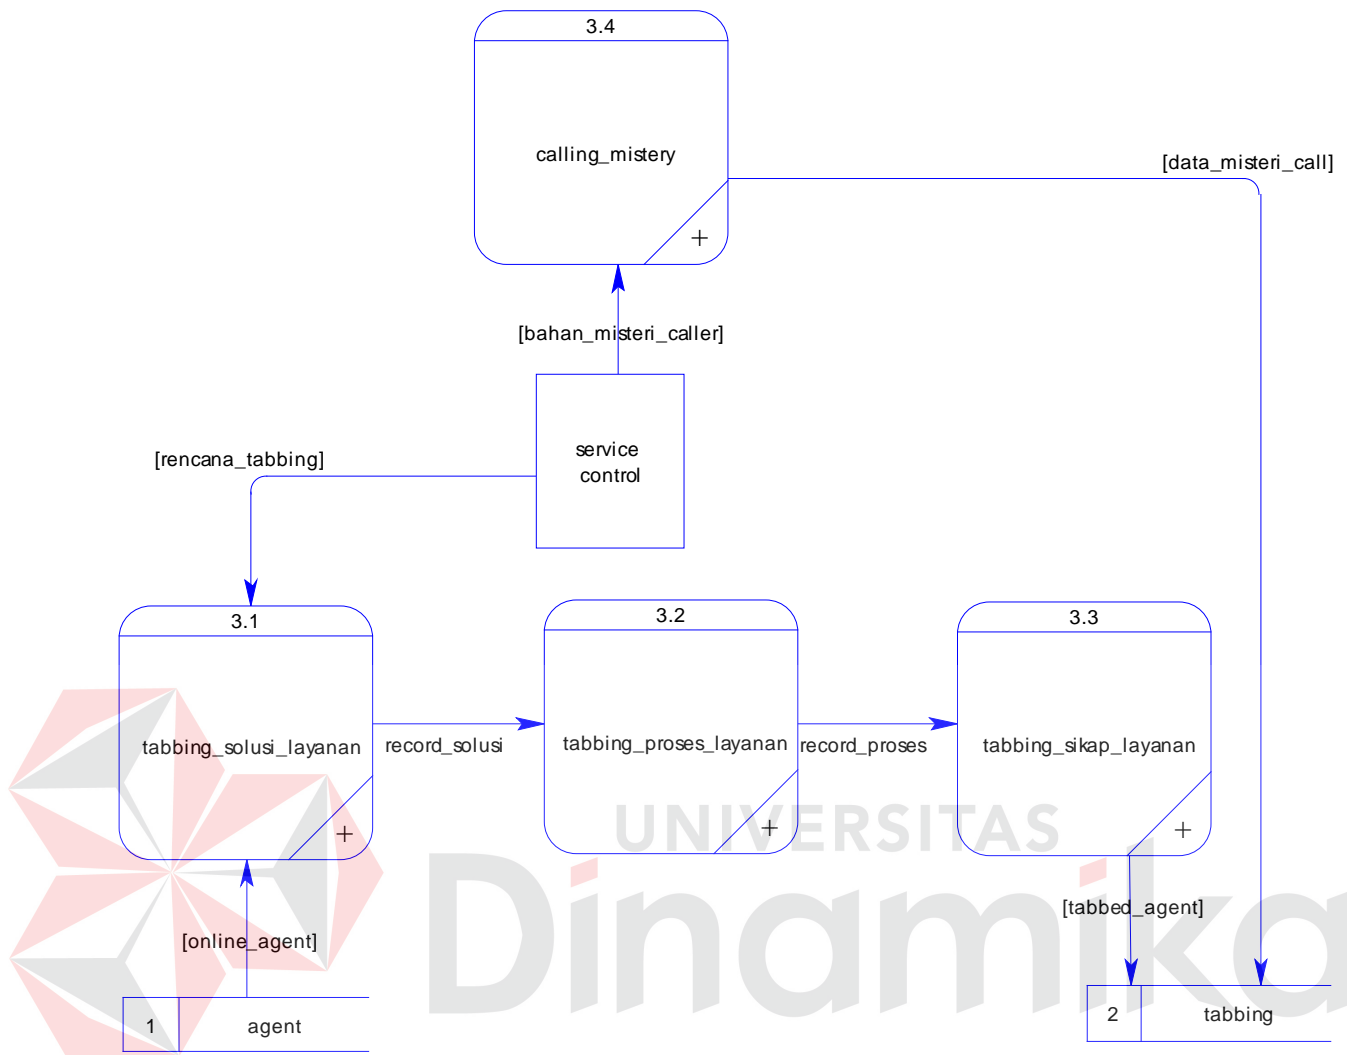 3.4
calling_mistery
[data_misteri_call]
[bahan_misteri_caller]
service
control
[rencana_tabbing]
3.1
3.2
3.3
tabbing_solusi_layanan
record_solusi
tabbing_proses_layanan
record_proses
tabbing_sikap_layanan
+
+
+
+
UNIVERSITAS
Dinamika
[tabbed_agent]
[online_agent]
1
agent
2
tabbing